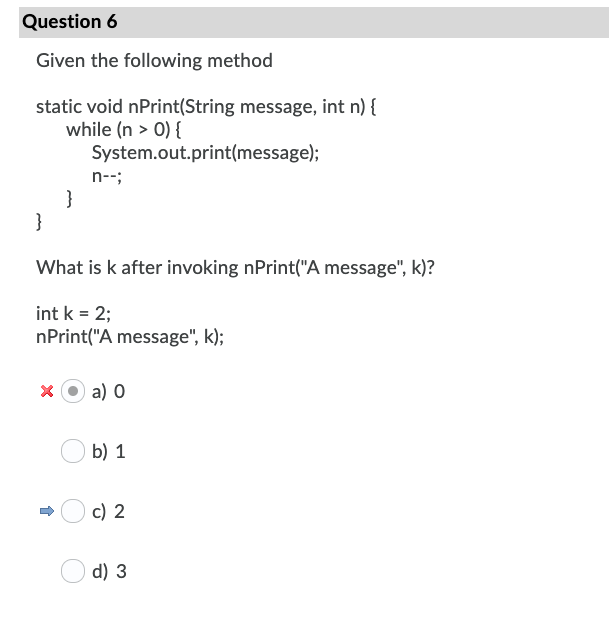 Question 6
Given the following method
static void nPrint(String message, int n) {
while (n > 0) {
System.out.print(message);
n--;
}
}
What is k after invoking nPrint("A message", k)?
int k = 2;
nPrint("A message", k);
a) 0
b) 1
c) 2
d) 3